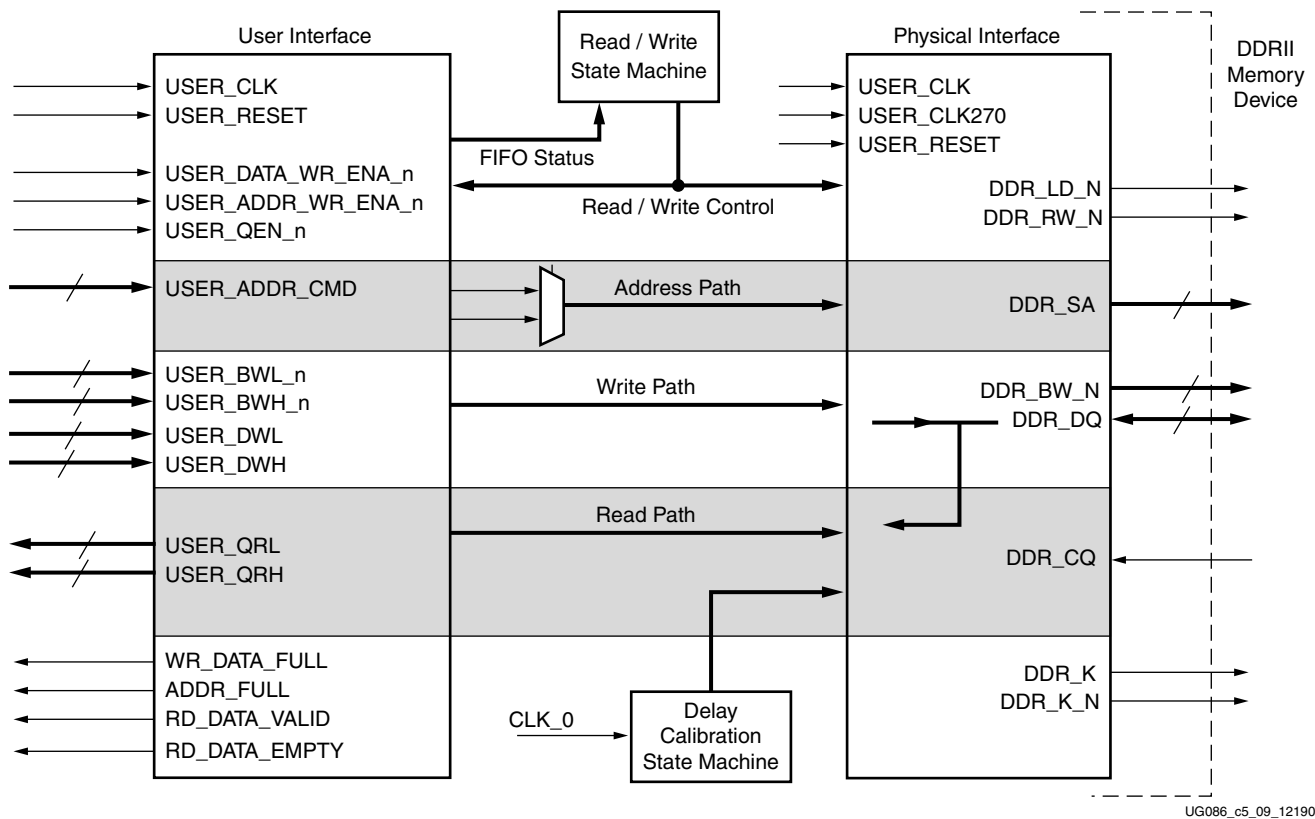 User Interface
Read / Write
State Machine
Physical Interface
DDRII
Memory
Device
USER_CLK
USER_RESET
USER_DATA_WR_ENA_n
USER_ADDR_WR_ENA_n
USER_QEN_n
FIFO Status
Read / Write Control
USER_CLK
USER_CLK270
USER_RESET
DDR_LD_N
DDR_RW_N
USER_ADDR_CMD
Address Path
DDR_SA
USER_BWL_n
USER_BWH_n
USER_DWL
USER_DWH
Write Path
DDR_BW_N
DDR_DQ
USER_QRL
USER_QRH
Read Path
DDR_CQ
WR_DATA_FULL
ADDR_FULL
RD_DATA_VALID
RD_DATA_EMPTY
CLK_0
Delay
Calibration
State Machine
DDR_K
DDR_K_N
UG086_c5_09_12190